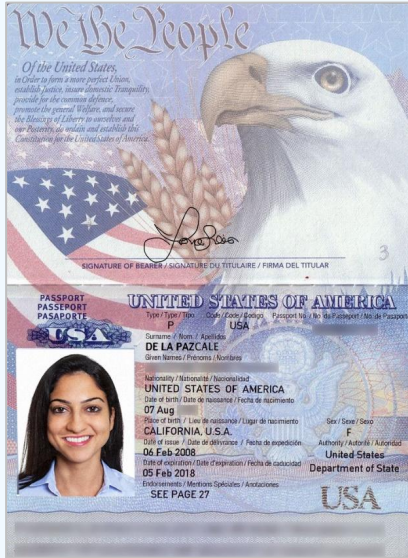 We the People
Of the United States,
in Order to form a more perfect Union,
establish Justice, insure domestic Tranquility,
provide for the common defence,
promote the general Welfare, and secure
the Blessings of Liberty to ourselves and
our Posterity, do ordain and establish this
Constitution for the United States of America.
3
SIGNATURE OF BEARER / SIGNATURE DU TITULAIRE / FIRMA DEL TITULAR
PASSPORT
PASSEPORT
PASAPORTE
USA
UNITED STATES OF AMERICA
Type / Type / Tipo Code / Code / Codigo Passport No / No du Passeport / No de Pasaporte
P USA
Surname / Nom / Apellidos
DE LA PAZCALE
Given Names / Prénoms / Nombres
Nationality / Nationalité / Nacionalidad
UNITED STATES OF AMERICA
Date of birth / Date de naissance / Fecha de nacimiento
07 Aug
Place of birth / Lieu de naissance / Lugar de nacimiento Sex / Sexe / Sexo
CALIFORNIA, U.S.A. F
Date of issue / Date de délivrance / Fecha de expedición Authority / Autorité / Autoridad
06 Feb 2008 United States
Date of expiration / Date d'expiration / Fecha de caducidad Department of State
05 Feb 2018
Endorsements / Mentions Spéciales / Anotaciones
SEE PAGE 27
USA